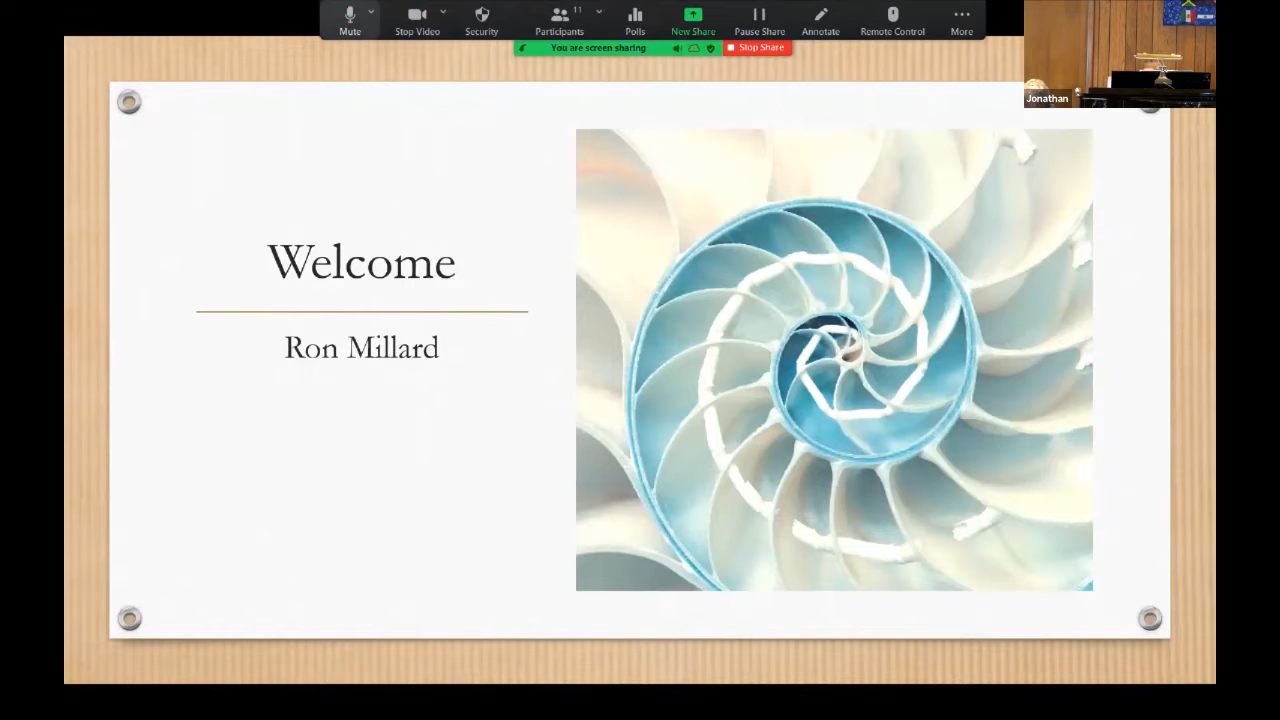 Mute
Stop Video
Security
Participants
11
Polls
New Share
Pause Share
Annotate
Remote Control
More
You are screen sharing
Stop Share
Jonathan
Welcome
Ron Millard